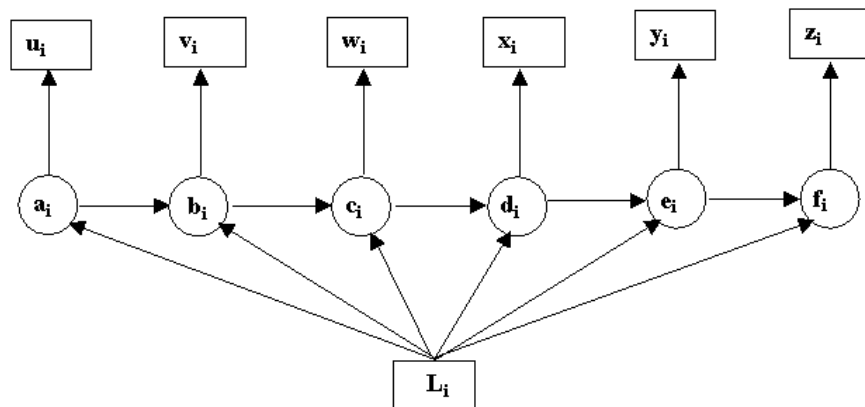 uᵢ vᵢ wᵢ xᵢ yᵢ zᵢ
aᵢ bᵢ cᵢ dᵢ eᵢ fᵢ
Lᵢ